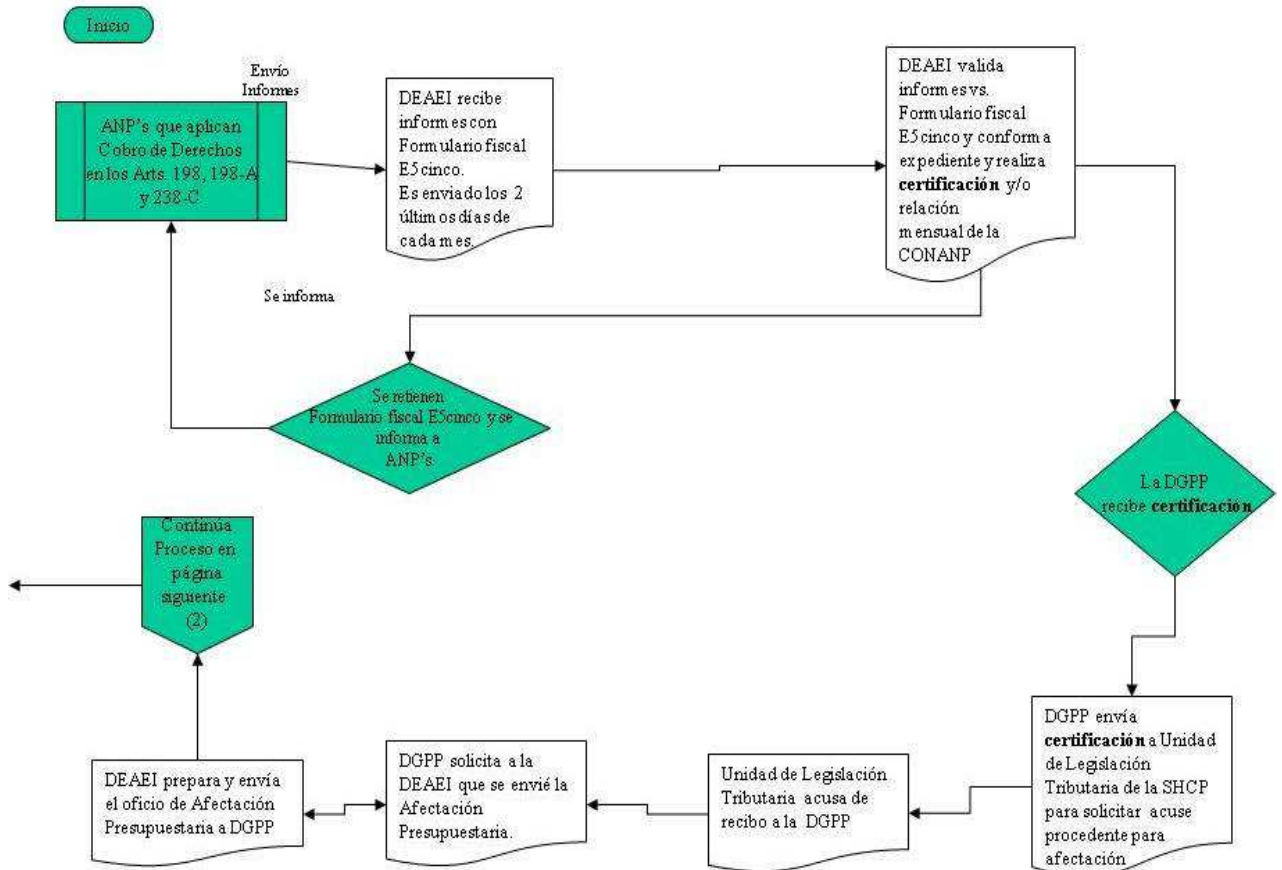 Inicio
Envío
Informes
ANP's que aplican
Cobro de Derechos
en los Arts. 198, 198-A
y 238-C
DEAEI recibe
informes con
Formulario fiscal
E5cinco.
Es enviado los 2
últimos días de
cada mes.
DEAEI valida
informes vs.
Formulario fiscal
E5cinco y conforma
expediente y realiza
certificación y/o
relación
mensual de la
CONANP
Se informa
Se retienen
Formulario fiscal E5cinco y se
informa a
ANP's
La DGPP
recibe certificación
Continúa
Proceso en
página
siguiente
(2)
DGPP envía
certificación a Unidad
de Legislación
Tributaria de la SHCP
para solicitar acuse
procedente para
afectación
Unidad de Legislación
Tributaria acusa de
recibo a la DGPP
DGPP solicita a la
DEAEI que se envié la
Afectación
Presupuestaria.
DEAEI prepara y envía
el oficio de Afectación
Presupuestaria a DGPP